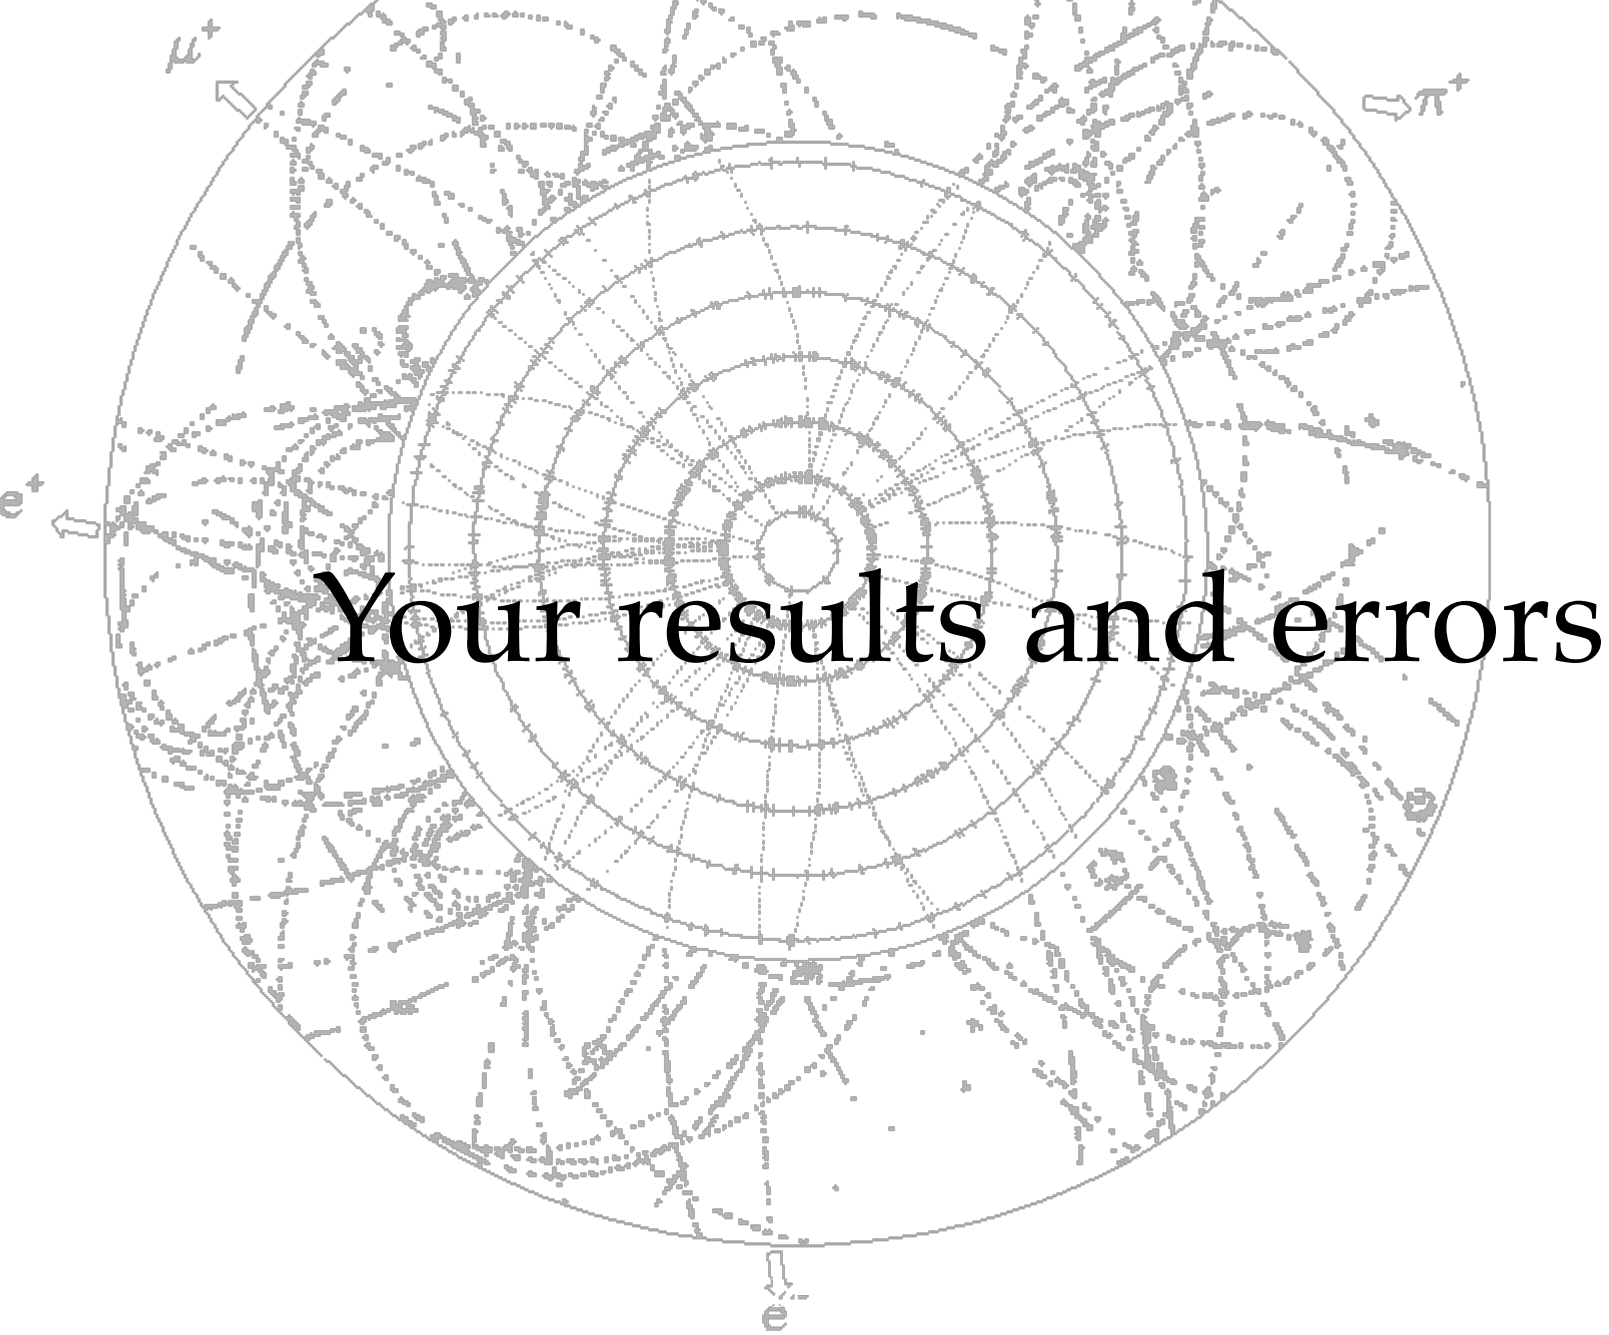 μ⁺
π⁺
e⁺
Your results and errors
e⁻